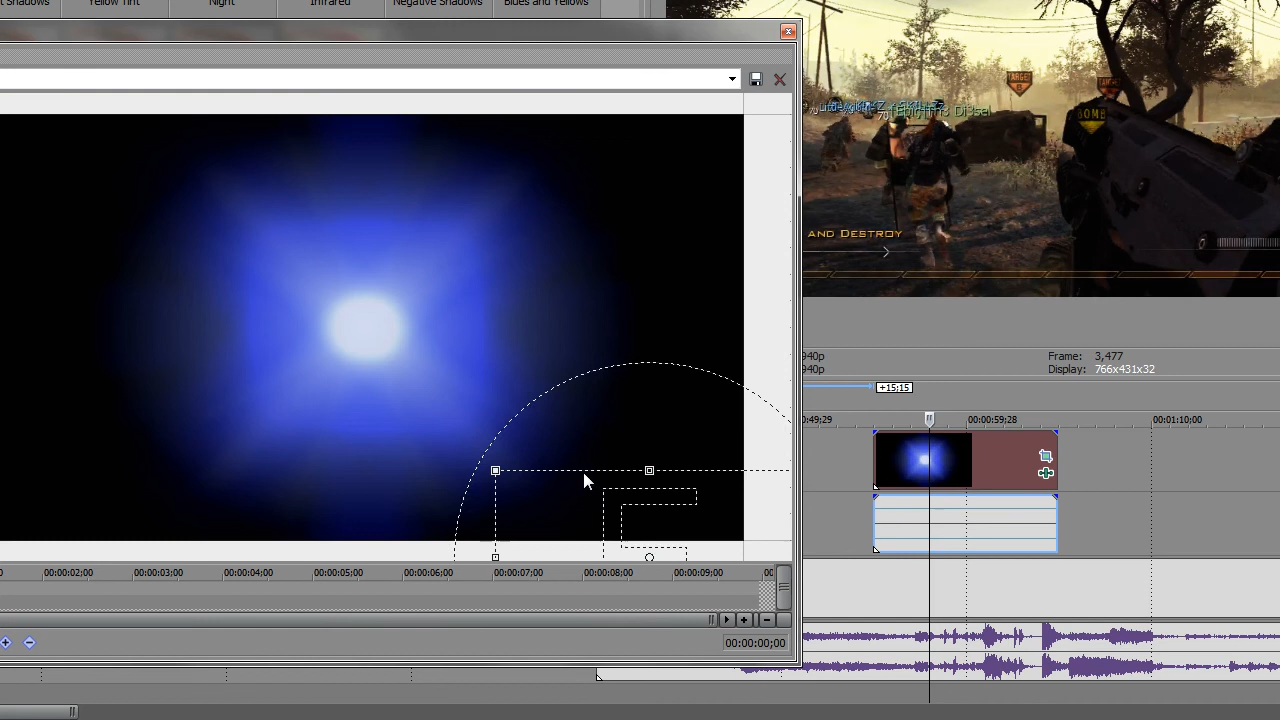 t Shadows
Yellow Tint
Night
Infrared
Negative Shadows
Blues and Yellows
TARGET
BOMB
AND DESTROY
940p
Frame: 3,477
940p
Display: 766x431x32
+15;15
:49;29
00:00:59;28
00:01:10;00
00:00:02;00
00:00:03;00
00:00:04;00
00:00:05;00
00:00:06;00
00:00:07;00
00:00:08;00
00:00:09;00
00:00:00;00